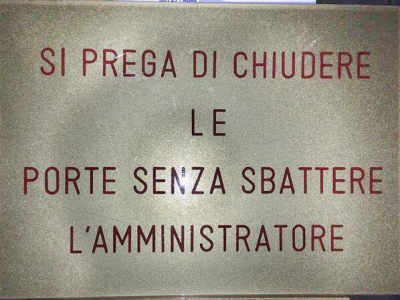 SI PREGA DI CHIUDERE
LE
PORTE SENZA SBATTERE
L'AMMINISTRATORE